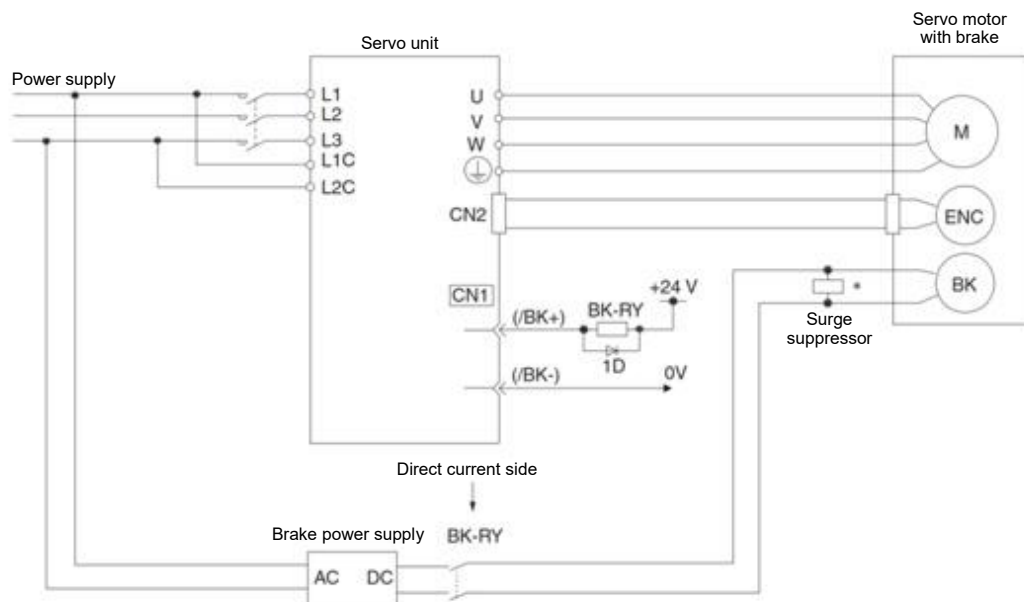 Servo motor
with brake
Servo unit
Power supply
L1
L2
L3
L1C
L2C
U
V
W
CN2
M
ENC
BK
CN1
+24 V
(/BK+)
BK-RY
1D
(/BK-)
0V
*
Surge
suppressor
Direct current side
Brake power supply
BK-RY
AC
DC